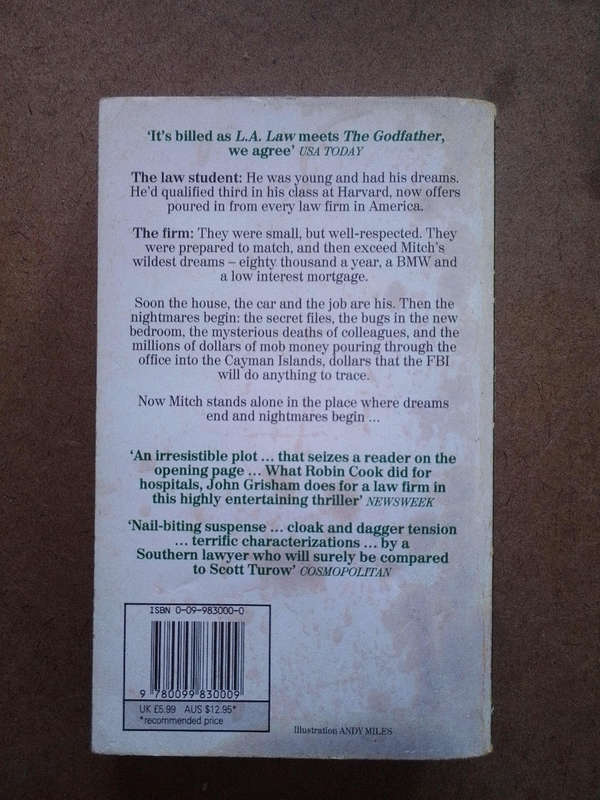 'It's billed as L.A. Law meets The Godfather,
we agree' USA TODAY
The law student: He was young and had his dreams.
He'd qualified third in his class at Harvard, now offers
poured in from every law firm in America.
The firm: They were small, but well-respected. They
were prepared to match, and then exceed Mitch's
wildest dreams – eighty thousand a year, a BMW and
a low interest mortgage.
Soon the house, the car and the job are his. Then the
nightmares begin: the secret files, the bugs in the new
bedroom, the mysterious deaths of colleagues, and the
millions of dollars of mob money pouring through the
office into the Cayman Islands, dollars that the FBI
will do anything to trace.
Now Mitch stands alone in the place where dreams
end and nightmares begin ...
'An irresistible plot ... that seizes a reader on the
opening page ... What Robin Cook did for
hospitals, John Grisham does for a law firm in
this highly entertaining thriller' NEWSWEEK
'Nail-biting suspense ... cloak and dagger tension
... terrific characterizations ... by a
Southern lawyer who will surely be compared
to Scott Turow' COSMOPOLITAN
ISBN 0-09-983000-0
9 780099 830009
UK £5.99 AUS $12.95*
*recommended price
Illustration ANDY MILES